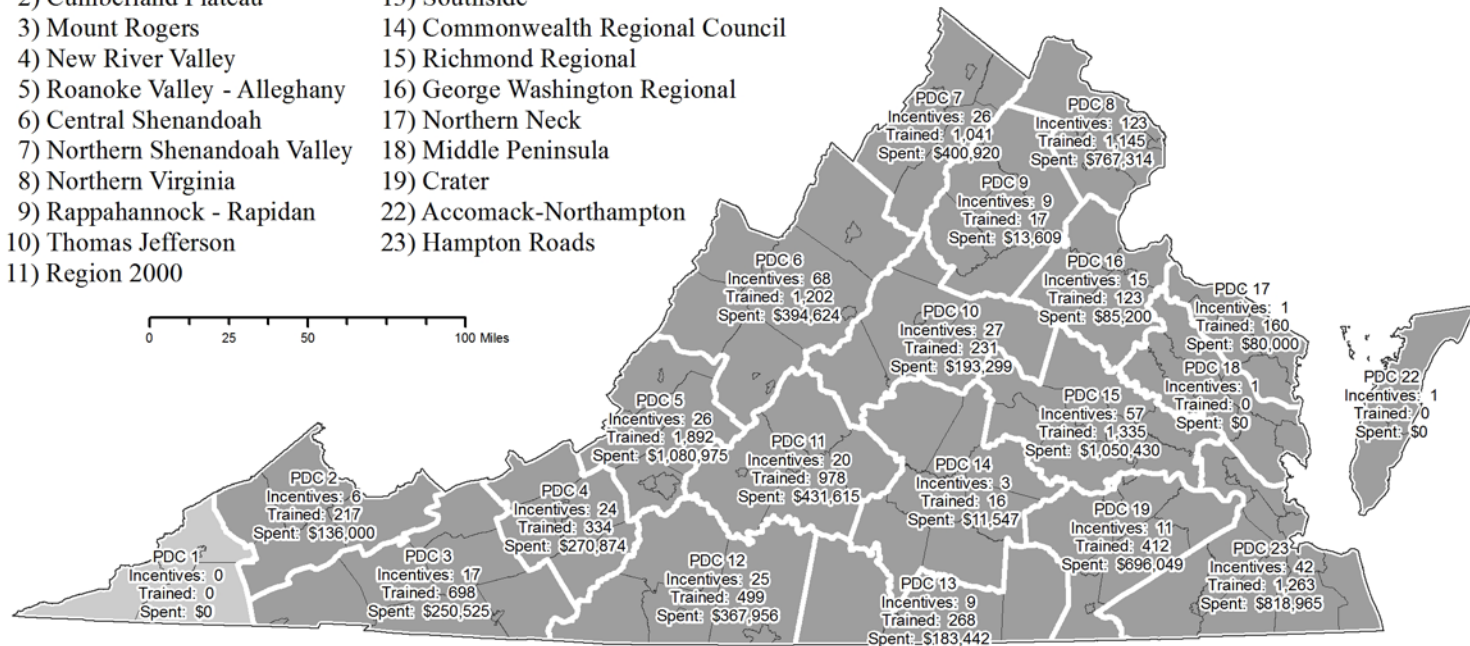 2) Cumberland Plateau
3) Mount Rogers
4) New River Valley
5) Roanoke Valley - Alleghany
6) Central Shenandoah
7) Northern Shenandoah Valley
8) Northern Virginia
9) Rappahannock - Rapidan
10) Thomas Jefferson
11) Region 2000
13) Southside
14) Commonwealth Regional Council
15) Richmond Regional
16) George Washington Regional
17) Northern Neck
18) Middle Peninsula
19) Crater
22) Accomack-Northampton
23) Hampton Roads
0 25 50 100 Miles
PDC 7
Incentives: 26
Trained: 1,041
Spent: $400,920
PDC 8
Incentives: 123
Trained: 1,145
Spent: $767,314
PDC 9
Incentives: 9
Trained: 17
Spent: $13,609
PDC 6
Incentives: 68
Trained: 1,202
Spent: $394,624
PDC 16
Incentives: 15
Trained: 123
Spent: $85,200
PDC 17
Incentives: 1
Trained: 160
Spent: $80,000
PDC 10
Incentives: 27
Trained: 231
Spent: $193,299
PDC 18
Incentives: 1
Trained: 0
Spent: $0
PDC 22
Incentives: 1
Trained: 0
Spent: $0
PDC 5
Incentives: 26
Trained: 1,892
Spent: $1,080,975
PDC 15
Incentives: 57
Trained: 1,335
Spent: $1,050,430
PDC 11
Incentives: 20
Trained: 978
Spent: $431,615
PDC 14
Incentives: 3
Trained: 16
Spent: $11,547
PDC 2
Incentives: 6
Trained: 217
Spent: $136,000
PDC 4
Incentives: 24
Trained: 334
Spent: $270,874
PDC 19
Incentives: 11
Trained: 412
Spent: $696,049
PDC 1
Incentives: 0
Trained: 0
Spent: $0
PDC 3
Incentives: 17
Trained: 698
Spent: $250,525
PDC 12
Incentives: 25
Trained: 499
Spent: $367,956
PDC 13
Incentives: 9
Trained: 268
Spent: $183,442
PDC 23
Incentives: 42
Trained: 1,263
Spent: $818,965